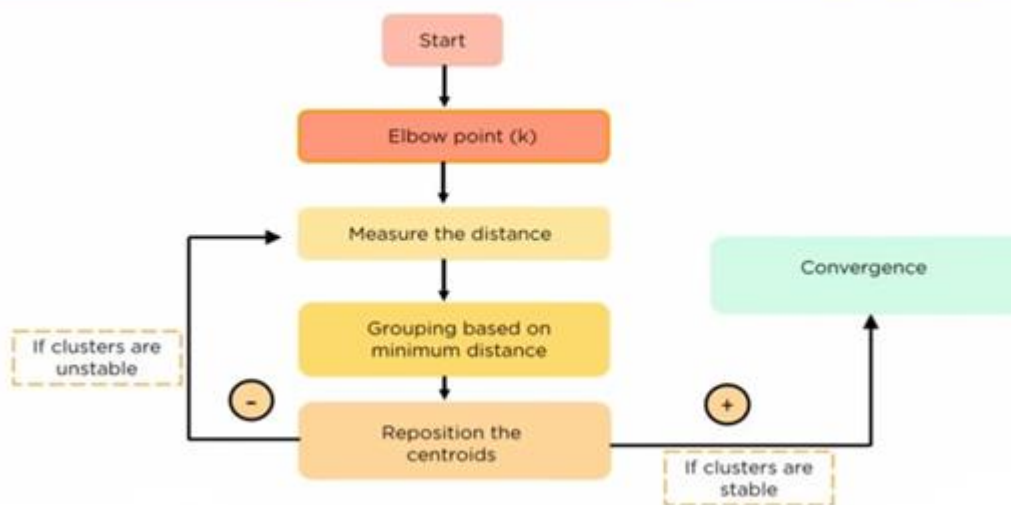 Start
Elbow point (k)
Measure the distance
Convergence
Grouping based on
minimum distance
If clusters are
unstable
-
+
Reposition the
centroids
If clusters are
stable